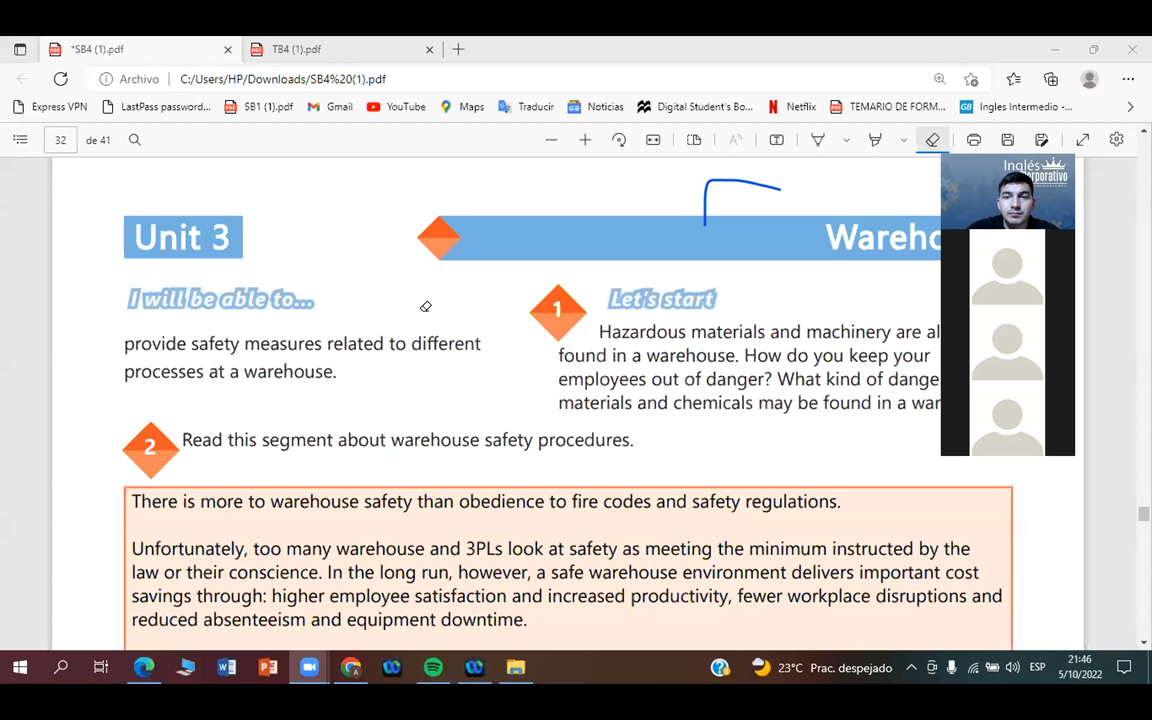 *SB4 (1).pdf
TB4 (1).pdf
Archivo C:/Users/HP/Downloads/SB4%20(1).pdf
Express VPN LastPass password... SB1 (1).pdf Gmail YouTube Maps Traducir Noticias Digital Student's Bo... Netflix TEMARIO DE FORM... Ingles Intermedio -...
32 de 41
Inglés
Corporativo
Unit 3
Wareho
I will be able to...
provide safety measures related to different
processes at a warehouse.
1
Let's start
Hazardous materials and machinery are al
found in a warehouse. How do you keep your
employees out of danger? What kind of dange
materials and chemicals may be found in a war
2
Read this segment about warehouse safety procedures.
There is more to warehouse safety than obedience to fire codes and safety regulations.
Unfortunately, too many warehouse and 3PLs look at safety as meeting the minimum instructed by the
law or their conscience. In the long run, however, a safe warehouse environment delivers important cost
savings through: higher employee satisfaction and increased productivity, fewer workplace disruptions and
reduced absenteeism and equipment downtime.
23°C Prac. despejado
ESP
21:46
5/10/2022